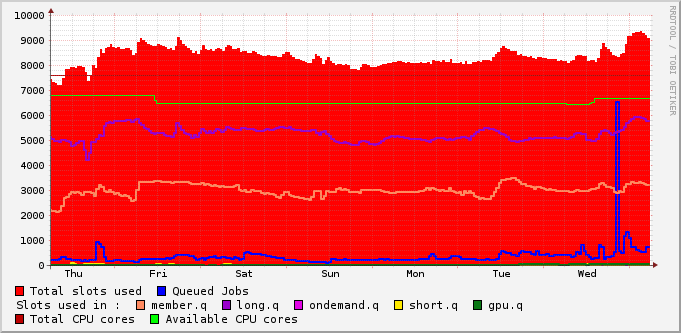 10000
9000
8000
7000
6000
5000
4000
3000
2000
1000
0
Thu Fri Sat Sun Mon Tue Wed
Total slots used Queued Jobs
Slots used in : member.q long.q ondemand.q short.q gpu.q
Total CPU cores Available CPU cores
RRDTOOL / TOBI OETIKER